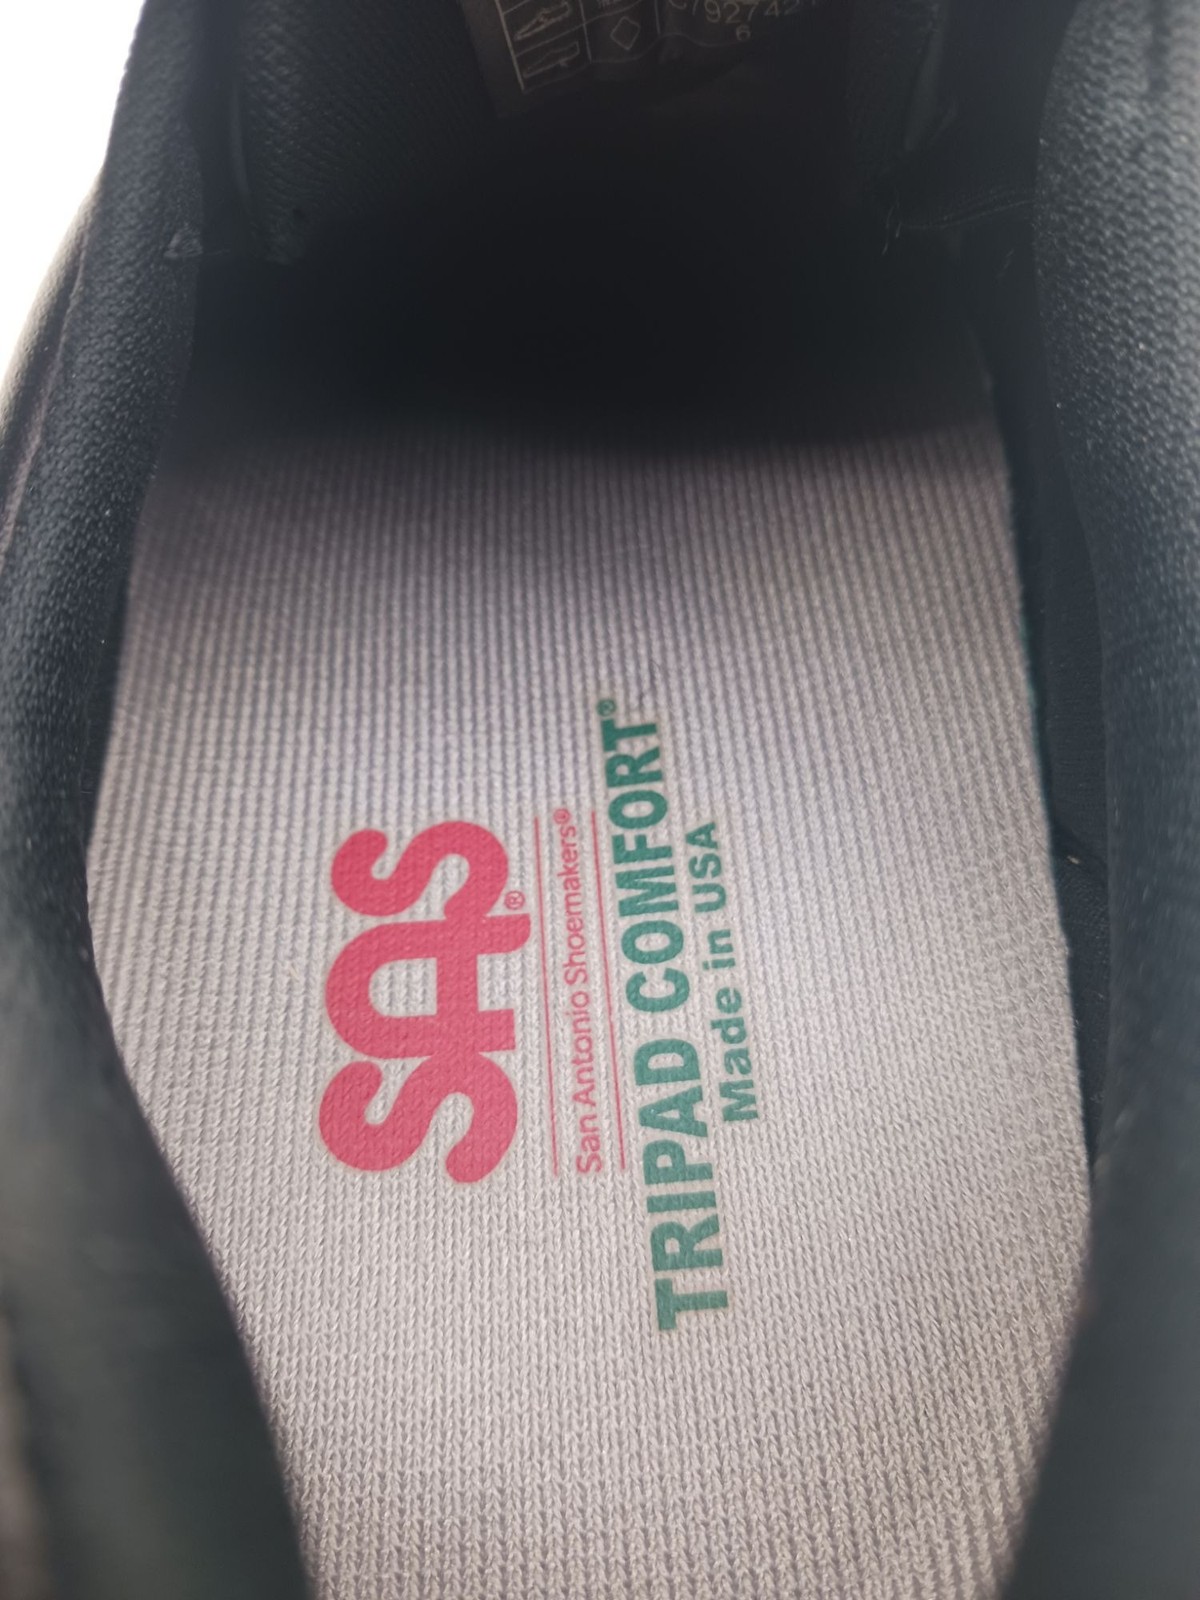 SAS®
San Antonio Shoemakers®
TRIPAD COMFORT®
Made in USA